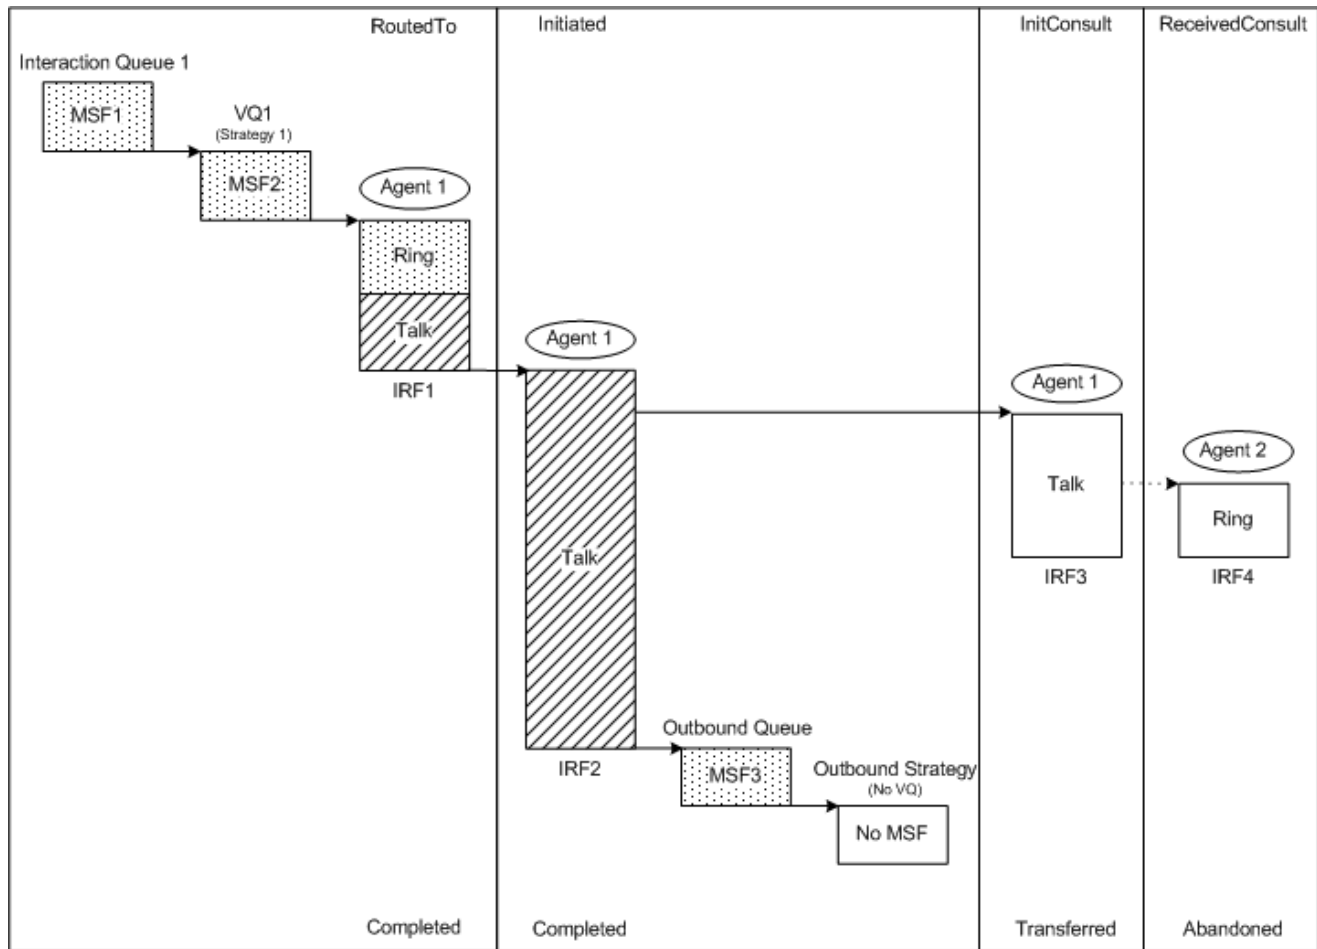 RoutedTo
Initiated
InitConsult
ReceivedConsult
Interaction Queue 1
MSF1
VQ1
(Strategy 1)
MSF2
Agent 1
Ring
Talk
IRF1
Agent 1
Talk
IRF2
Agent 1
Talk
IRF3
Agent 2
Ring
IRF4
Outbound Queue
MSF3
Outbound Strategy
(No VQ)
No MSF
Completed
Completed
Transferred
Abandoned